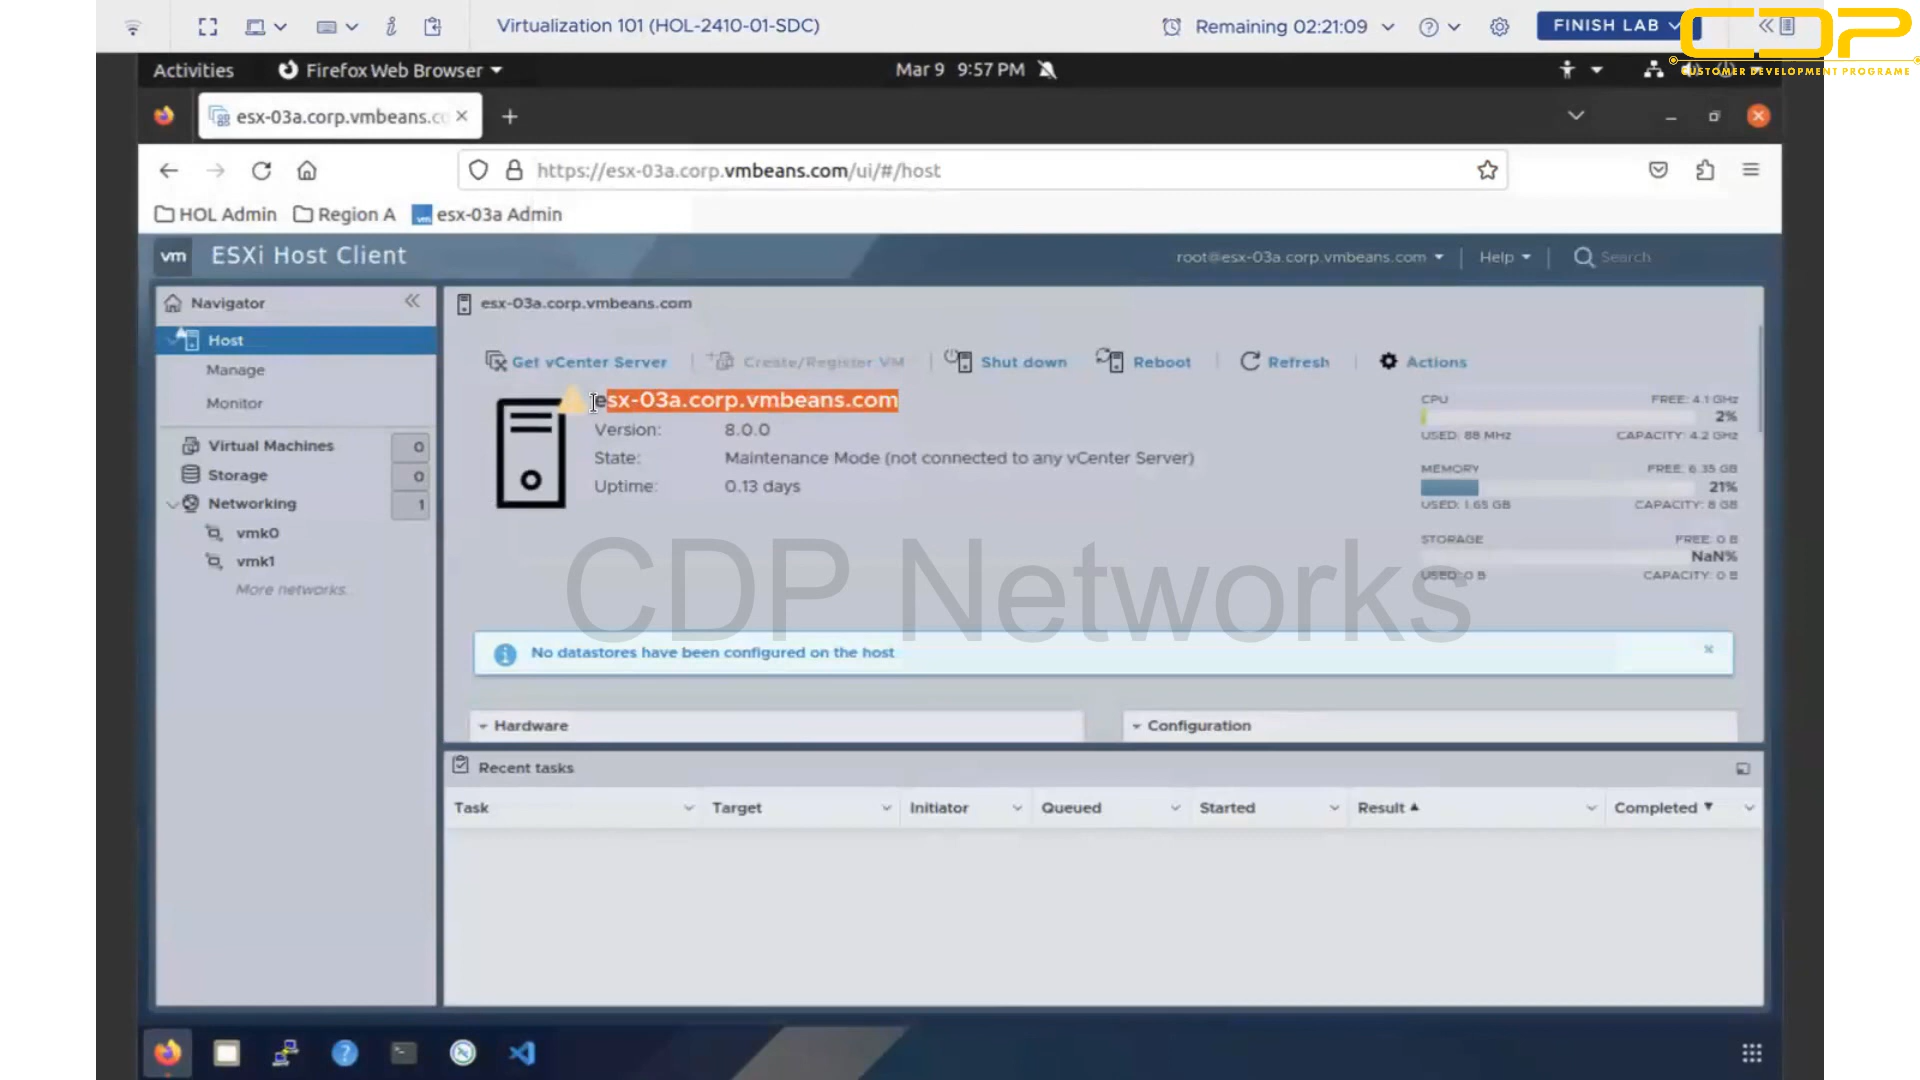 Virtualization 101 (HOL-2410-01-SDC)
Remaining 02:21:09
FINISH LAB
CDP
CUSTOMER DEVELOPMENT PROGRAME
Activities
Firefox Web Browser
Mar 9 9:57 PM
esx-03a.corp.vmbeans.co
https://esx-03a.corp.vmbeans.com/ui/#/host
HOL Admin
Region A
vm
esx-03a Admin
vm
ESXi Host Client
root@esx-03a.corp.vmbeans.com
Help
Search
Navigator
esx-03a.corp.vmbeans.com
Host
Manage
Monitor
Virtual Machines
0
Storage
0
Networking
1
vmk0
vmk1
More networks..
Get vCenter Server
Create/Register VM
Shut down
Reboot
Refresh
Actions
esx-03a.corp.vmbeans.com
Version: 8.0.0
State: Maintenance Mode (not connected to any vCenter Server)
Uptime: 0.13 days
CPU FREE: 4.1 GHz
2%
USED: 88 MHz CAPACITY: 4.2 GHz
MEMORY FREE: 6.35 GB
21%
USED: 1.65 GB CAPACITY: 8 GB
STORAGE FREE: 0 B
NaN%
USED: 0 B CAPACITY: 0 B
CDP Networks
No datastores have been configured on the host
Hardware
Configuration
Recent tasks
Task Target Initiator Queued Started Result Completed